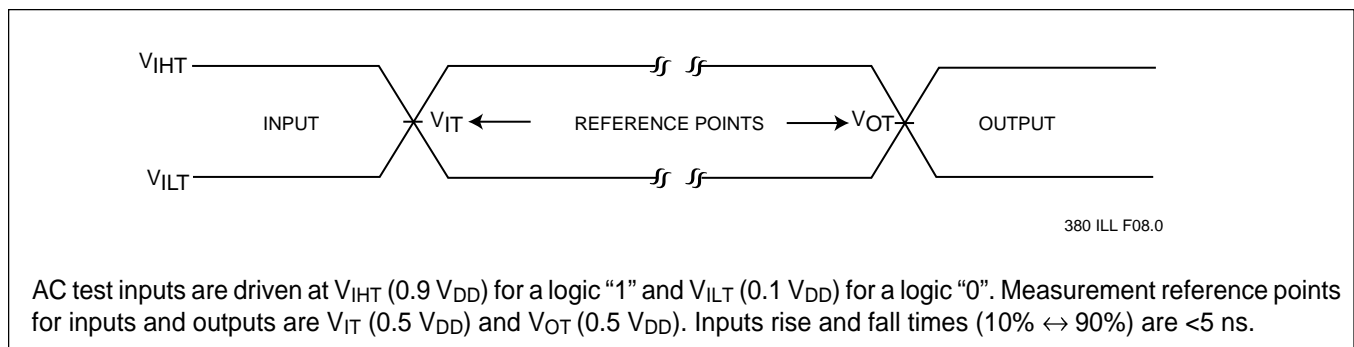 VIHT
INPUT
VIT
REFERENCE POINTS
VOT
OUTPUT
VILT
380 ILL F08.0
AC test inputs are driven at VIHT (0.9 VDD) for a logic “1” and VILT (0.1 VDD) for a logic “0”. Measurement reference points
for inputs and outputs are VIT (0.5 VDD) and VOT (0.5 VDD). Inputs rise and fall times (10% ↔ 90%) are <5 ns.